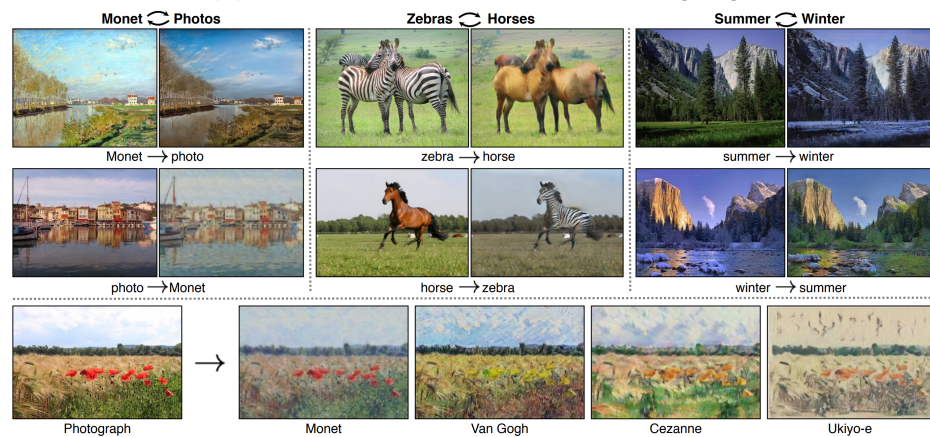 Monet Photos
Zebras Horses
Summer Winter
Monet → photo
zebra → horse
summer → winter
photo → Monet
horse → zebra
winter → summer
Photograph
Monet
Van Gogh
Cezanne
Ukiyo-e